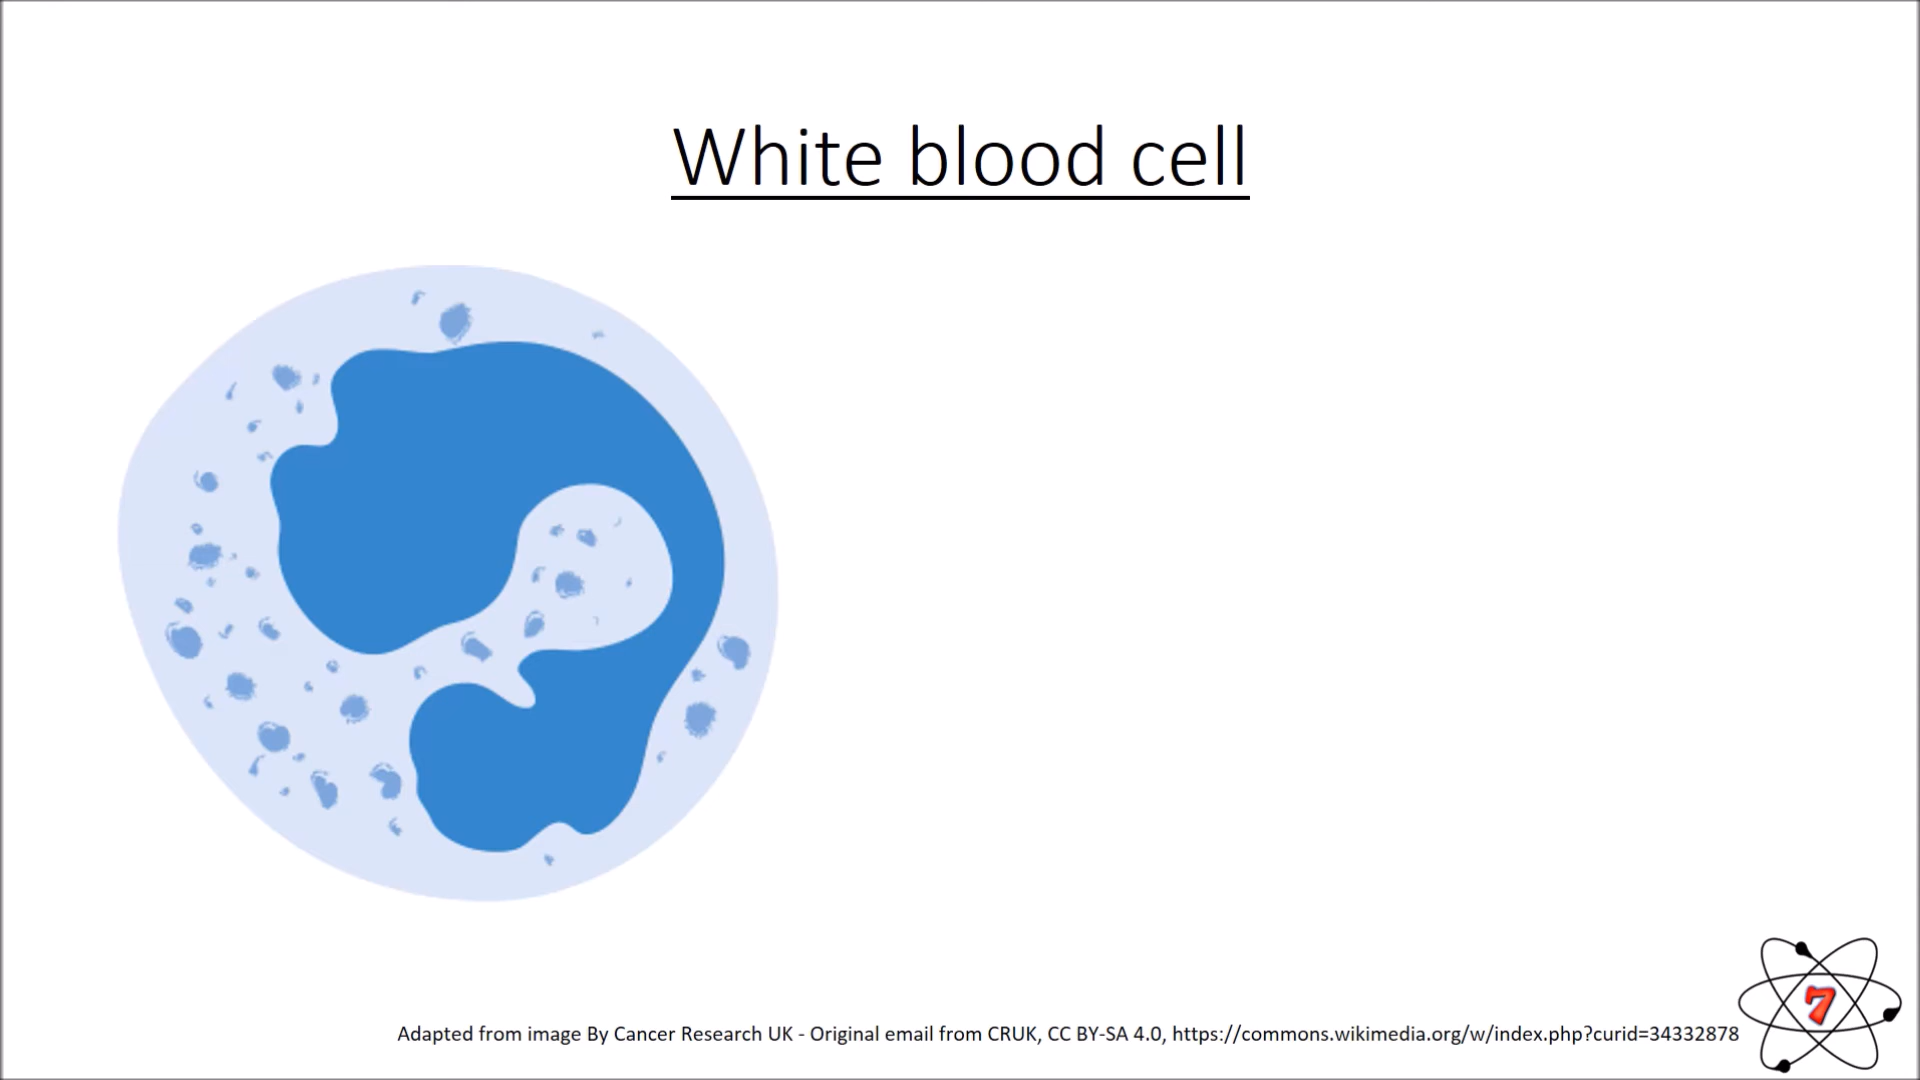 White blood cell
7
Adapted from image By Cancer Research UK - Original email from CRUK, CC BY-SA 4.0, https://commons.wikimedia.org/w/index.php?curid=34332878